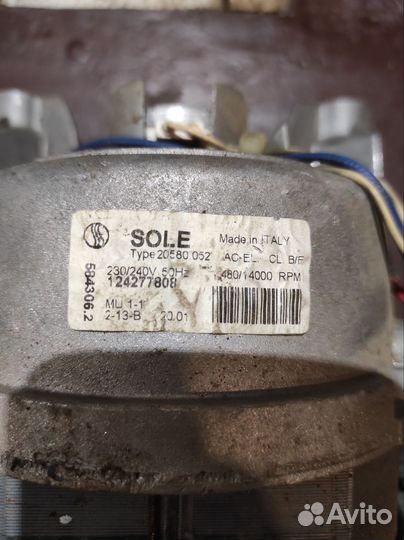 SOLE Made in ITALY
Type 20580.052 AC-EL. CL. B/F
230/240V 50Hz 480/14000 RPM
124277808
MU 1-1
2-13-B 20.01
584306.2
Avito